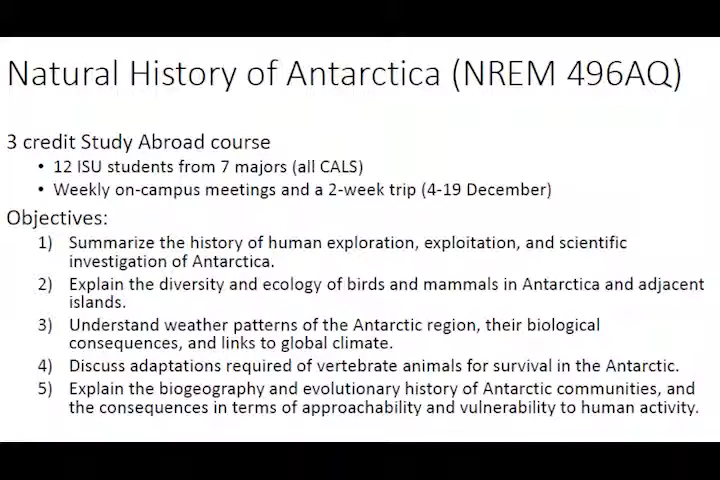 Natural History of Antarctica (NREM 496AQ)
3 credit Study Abroad course
• 12 ISU students from 7 majors (all CALS)
• Weekly on-campus meetings and a 2-week trip (4-19 December)
Objectives:
1) Summarize the history of human exploration, exploitation, and scientific
investigation of Antarctica.
2) Explain the diversity and ecology of birds and mammals in Antarctica and adjacent
islands.
3) Understand weather patterns of the Antarctic region, their biological
consequences, and links to global climate.
4) Discuss adaptations required of vertebrate animals for survival in the Antarctic.
5) Explain the biogeography and evolutionary history of Antarctic communities, and
the consequences in terms of approachability and vulnerability to human activity.